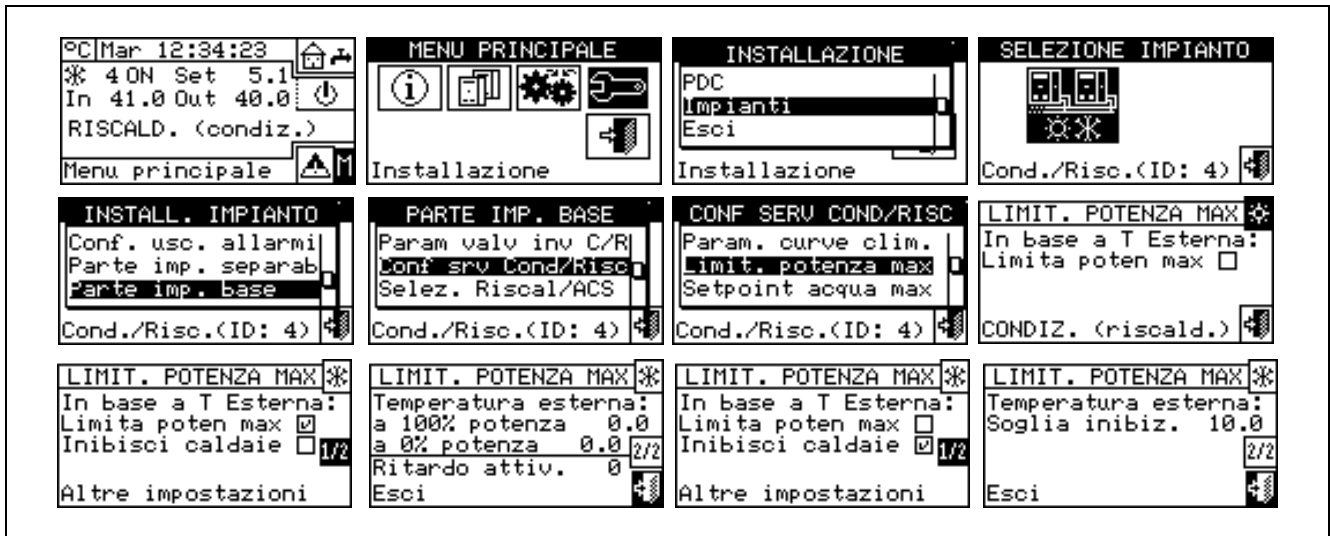 °C Mar 12:34:23
4 ON Set 5.1
In 41.0 Out 40.0
RISCALD. (condiz.)
Menu principale M
MENU PRINCIPALE
Installazione
INSTALLAZIONE
PDC
Impianti
Esci
Installazione
SELEZIONE IMPIANTO
Cond./Risc.(ID: 4)
INSTALL. IMPIANTO
Conf. usc. allarmi
Parte imp. separab
Parte imp. base
Cond./Risc.(ID: 4)
PARTE IMP. BASE
Param valv inv C/R
Conf srv Cond/Risc
Selez. Riscal/ACS
Cond./Risc.(ID: 4)
CONF SERV COND/RISC
Param. curve clim.
Limit. potenza max
Setpoint acqua max
Cond./Risc.(ID: 4)
LIMIT. POTENZA MAX
In base a T Esterna:
Limita poten max
CONDIZ. (riscald.)
LIMIT. POTENZA MAX
In base a T Esterna:
Limita poten max
Inibisci caldaie 1/2
Altre impostazioni
LIMIT. POTENZA MAX
Temperatura esterna:
a 100% potenza 0.0
a 0% potenza 0.0 2/2
Ritardo attiv. 0
Esci
LIMIT. POTENZA MAX
In base a T Esterna:
Limita poten max
Inibisci caldaie 1/2
Altre impostazioni
LIMIT. POTENZA MAX
Temperatura esterna:
Soglia inibiz. 10.0
2/2
Esci